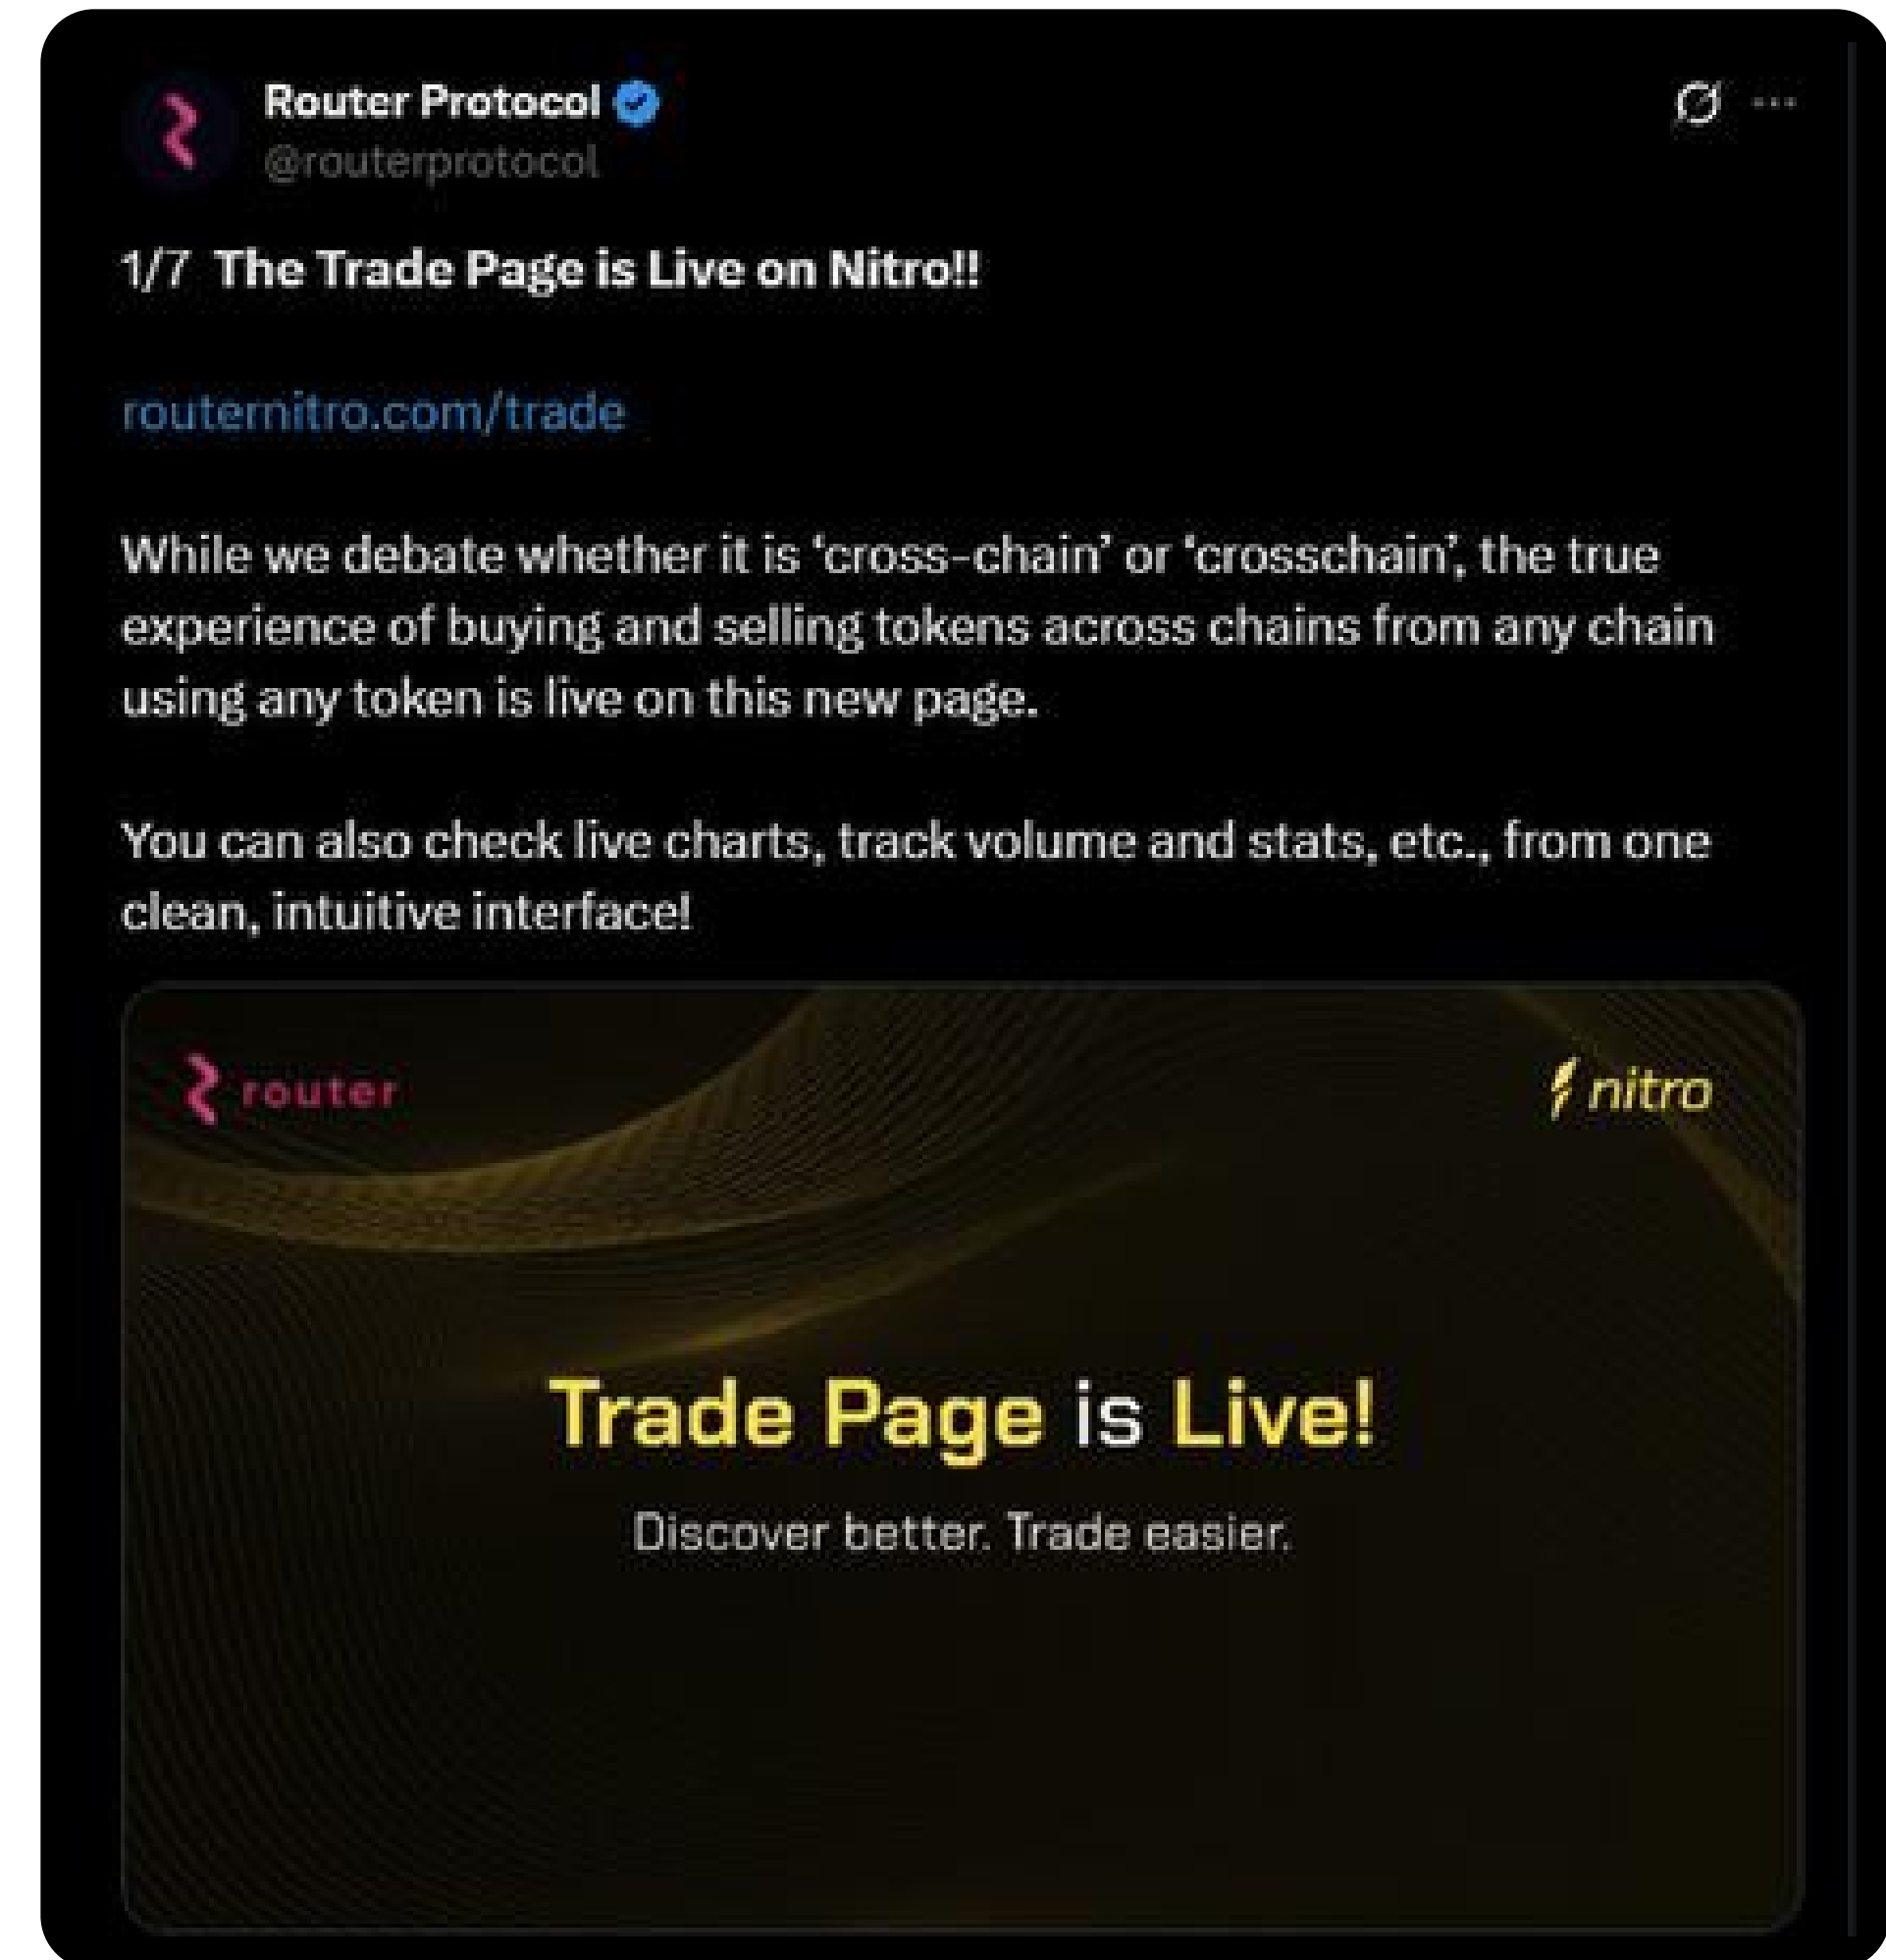 Router Protocol
@routerprotocol
1/7 The Trade Page is Live on Nitro!!
routernitro.com/trade
While we debate whether it is ‘cross-chain’ or ‘crosschain’, the true
experience of buying and selling tokens across chains from any chain
using any token is live on this new page.
You can also check live charts, track volume and stats, etc., from one
clean, intuitive interface!
router
nitro
Trade Page is Live!
Discover better. Trade easier.